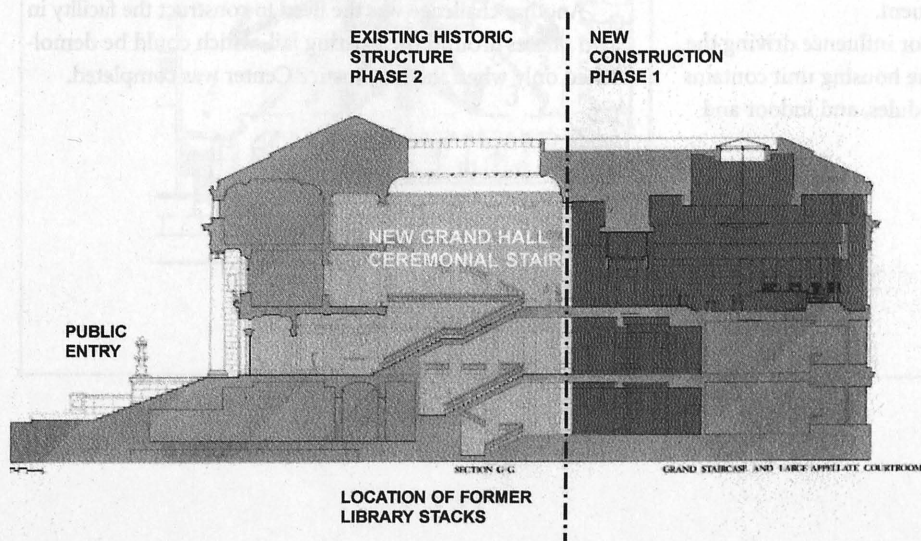 EXISTING HISTORIC
STRUCTURE
PHASE 2
NEW
CONSTRUCTION
PHASE 1
NEW GRAND HALL
CEREMONIAL STAIR
PUBLIC
ENTRY
SECTION G-G
GRAND STAIRCASE AND LARGE APPELLATE COURTROOM
LOCATION OF FORMER
LIBRARY STACKS